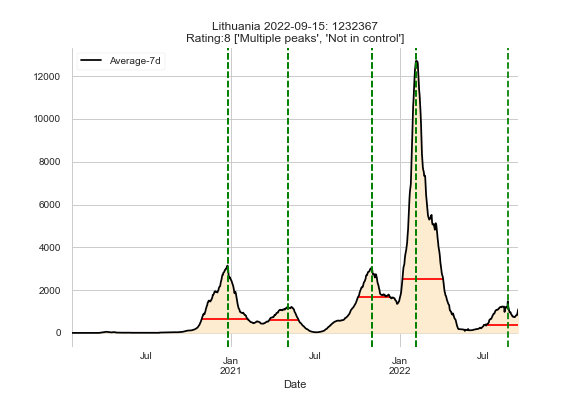 Lithuania 2022-09-15: 1232367
Rating:8 ['Multiple peaks', 'Not in control']
Average-7d
12000
10000
8000
6000
4000
2000
0
Jul
Jan
2021
Jul
Jan
2022
Jul
Date